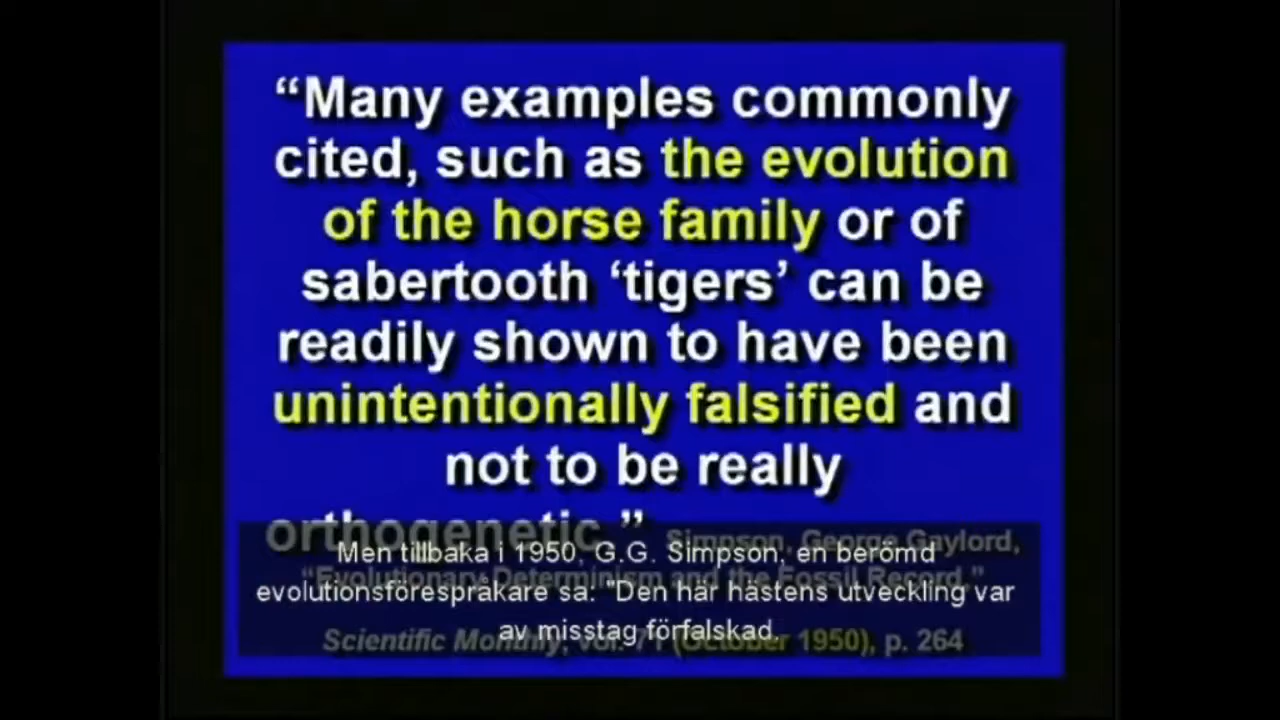 “Many examples commonly
cited, such as the evolution
of the horse family or of
sabertooth ‘tigers’ can be
readily shown to have been
unintentionally falsified and
not to be really
orthogenetic.” Simpson, George Gaylord,
“Evolutionary Determinism and the Fossil Record,”
Scientific Monthly, vol. 71 (October 1950), p. 264
Men tillbaka i 1950, G.G. Simpson, en berömd
evolutionsförespråkare sa: "Den här hästens utveckling var
av misstag förfalskad.